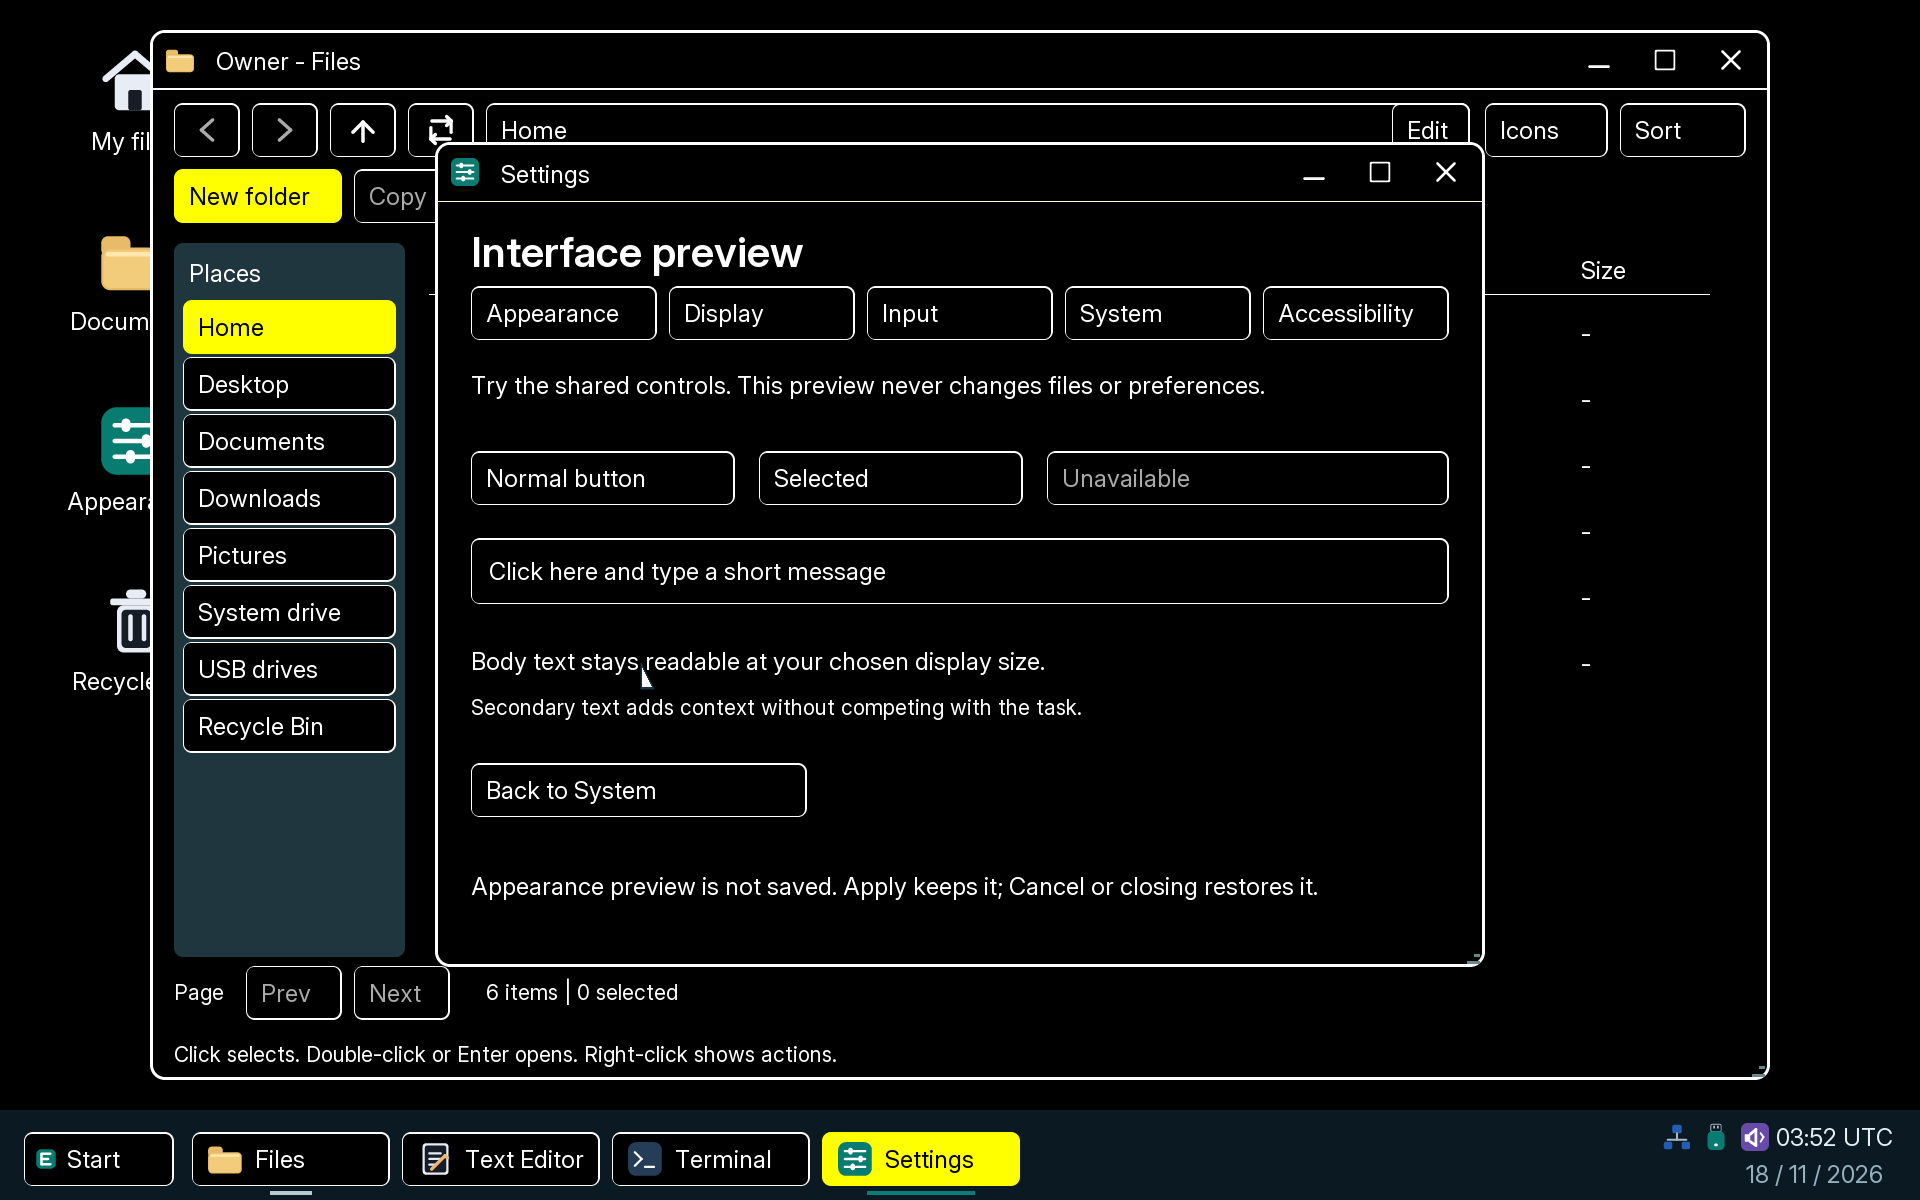 Owner - Files
My fil
Home
Edit
Icons
Sort
Settings
New folder
Copy
Interface preview
Places
Size
Home
Appearance
Display
Input
System
Accessibility
Docum
Desktop
Try the shared controls. This preview never changes files or preferences.
Documents
Normal button
Selected
Unavailable
Appeara
Downloads
Pictures
Click here and type a short message
System drive
USB drives
Body text stays readable at your chosen display size.
Recycle
Secondary text adds context without competing with the task.
Recycle Bin
Back to System
Appearance preview is not saved. Apply keeps it; Cancel or closing restores it.
Page
Prev
Next
6 items | 0 selected
Click selects. Double-click or Enter opens. Right-click shows actions.
E Start
Files
Text Editor
Terminal
Settings
03:52 UTC
18 / 11 / 2026